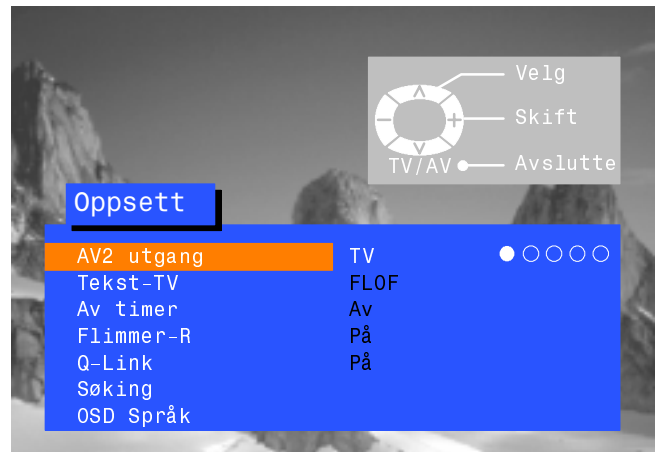 Velg
Skift
TV/AV Avslutte
Oppsett
AV2 utgang TV
Tekst-TV FLOF
Av timer Av
Flimmer-R På
Q-Link På
Søking
OSD Språk